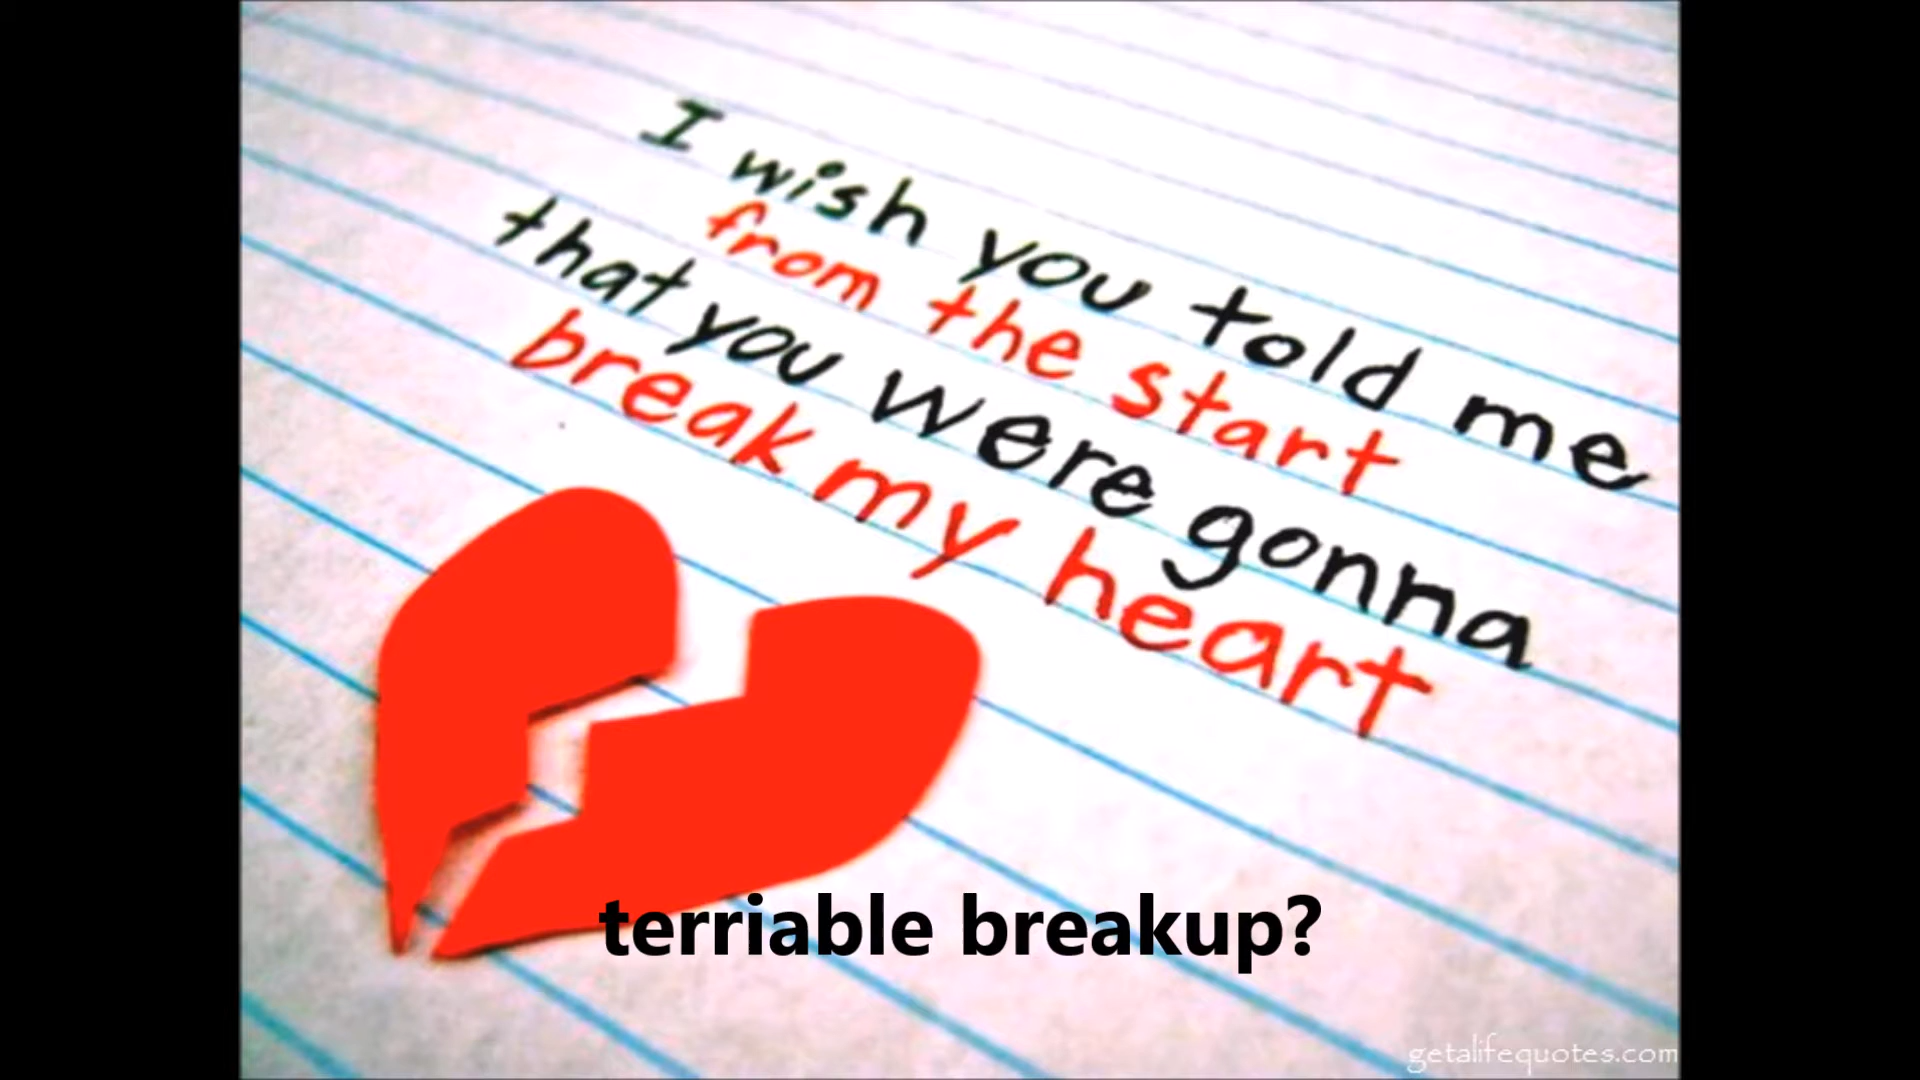 I wish you told me
from the start
that you were gonna
break my heart
terriable breakup?
getalifequotes.com